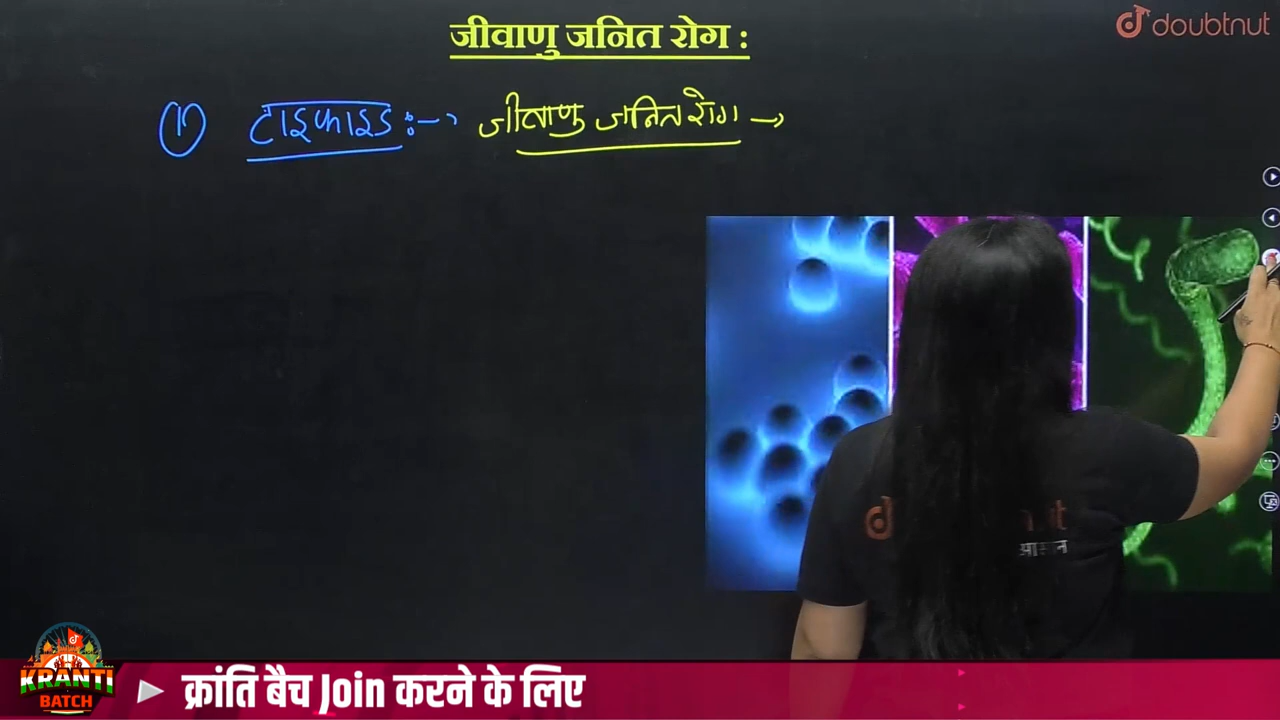 जीवाणु जनित रोग :
doubtnut
① टाइफाइड :-→ जीवाणु जनित रोग →
KRANTI
BATCH
क्रांति बैच Join करने के लिए